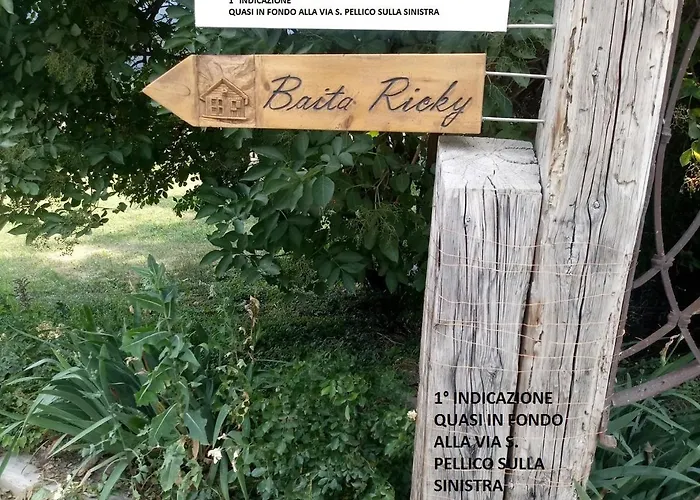 1° INDICAZIONE
QUASI IN FONDO ALLA VIA S. PELLICO SULLA SINISTRA
Baita Ricky
1° INDICAZIONE
QUASI IN FONDO
ALLA VIA S.
PELLICO SULLA
SINISTRA